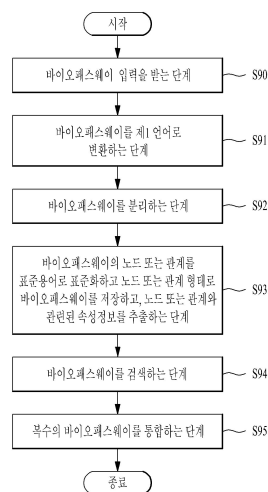 시작
바이오패스웨이 입력을 받는 단계
S90
바이오패스웨이를 제1 언어로
변환하는 단계
S91
바이오패스웨이를 분리하는 단계
S92
바이오패스웨이의 노드 또는 관계를
표준용어로 표준화하고 노드 또는 관계 형태로
바이오패스웨이를 저장하고, 노드 또는 관계와
관련된 속성정보를 추출하는 단계
S93
바이오패스웨이를 검색하는 단계
S94
복수의 바이오패스웨이를 통합하는 단계
S95
종료